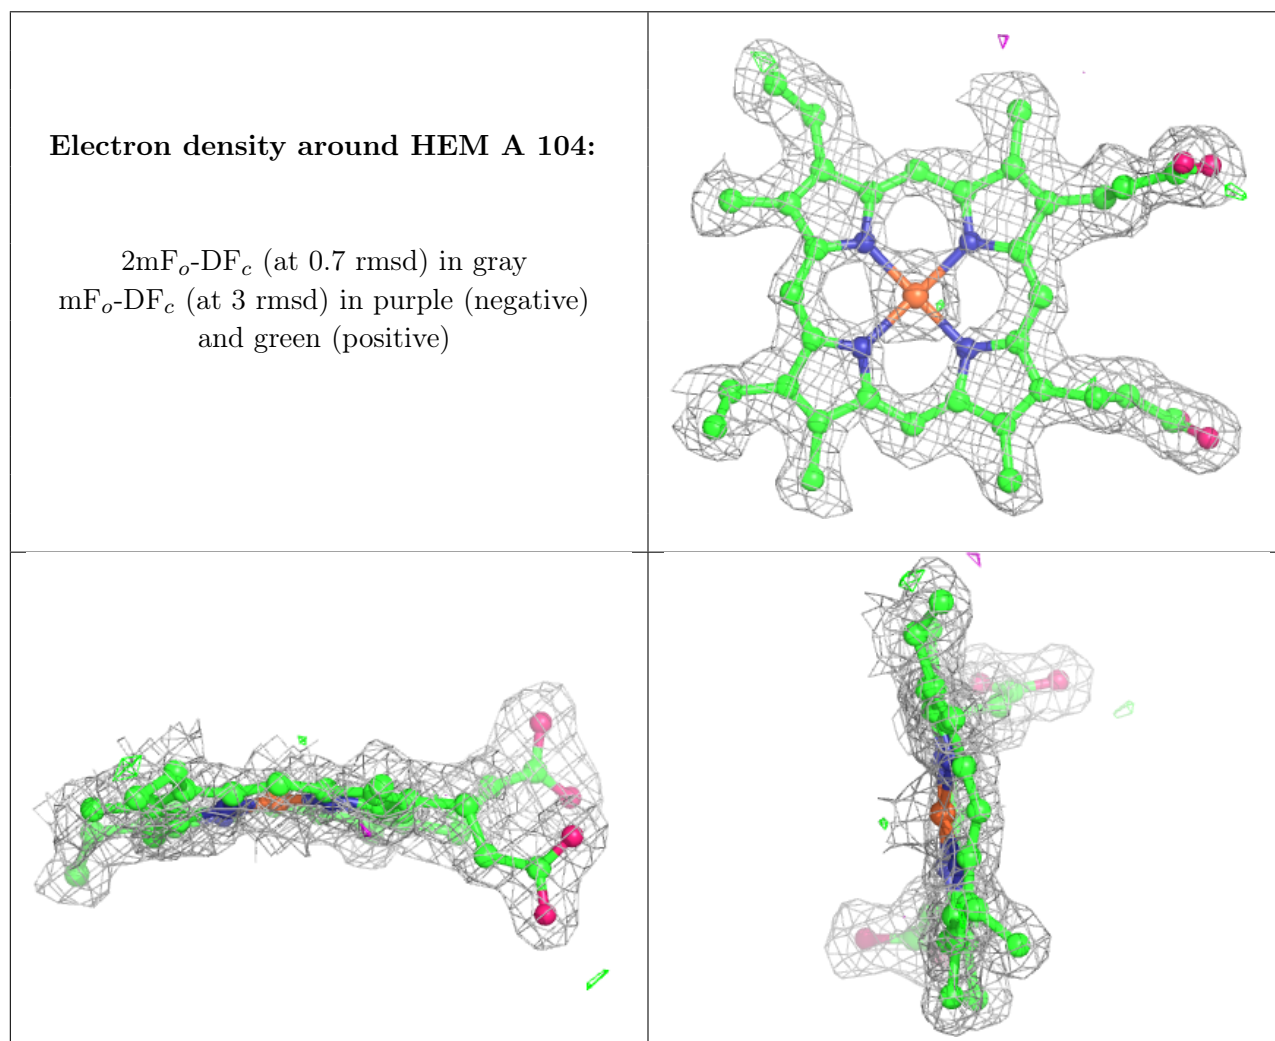 Electron density around HEM A 104:
2mFo-DFc (at 0.7 rmsd) in gray
mFo-DFc (at 3 rmsd) in purple (negative)
and green (positive)